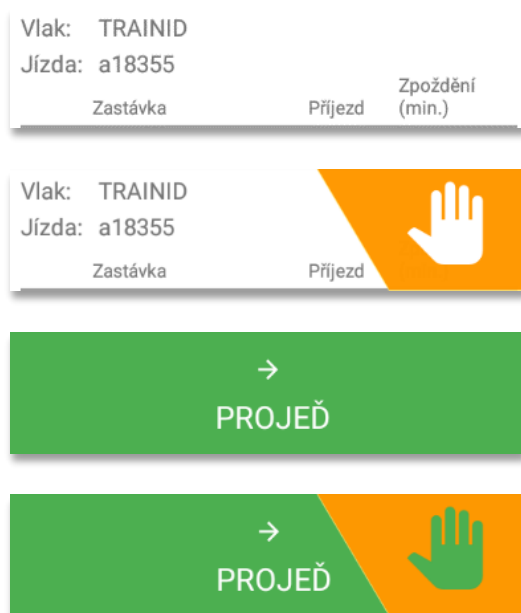 Vlak: TRAINID
Jízda: a18355
Zastávka Příjezd Zpoždění
(min.)
Vlak: TRAINID
Jízda: a18355
Zastávka Příjezd
→
PROJEĎ
→
PROJEĎ